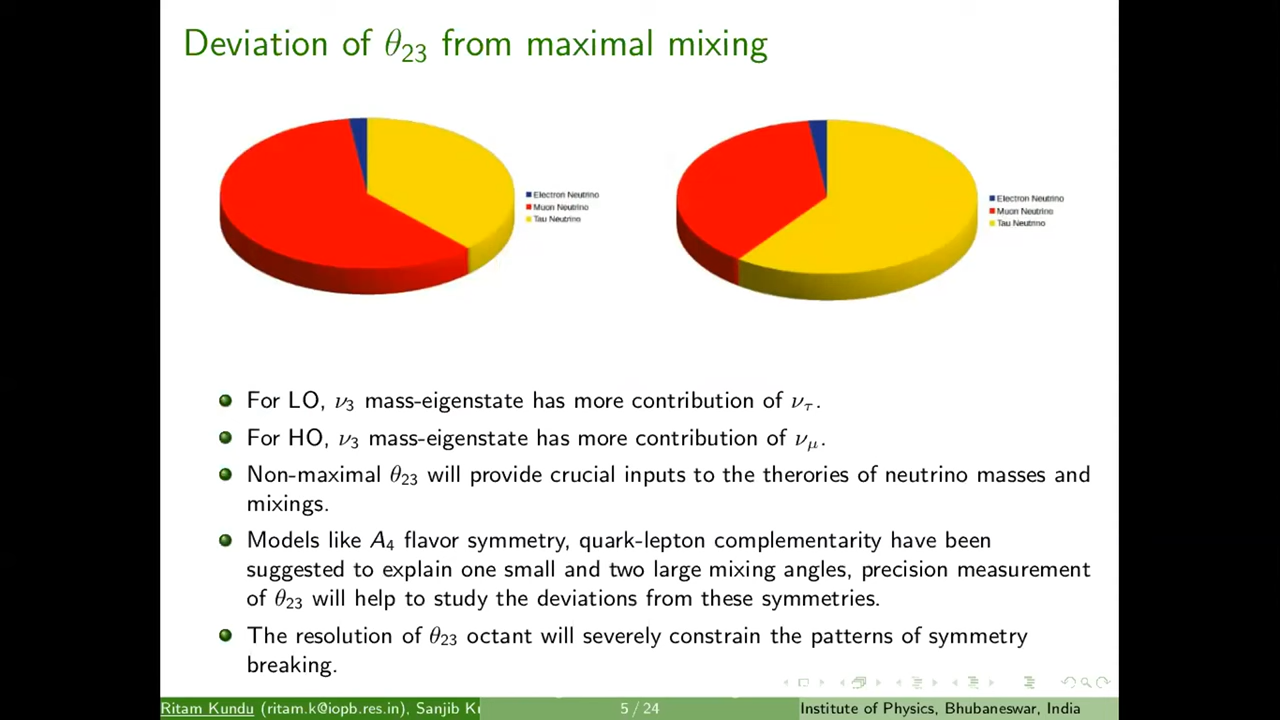 Deviation of θ₂₃ from maximal mixing
Electron Neutrino
Muon Neutrino
Tau Neutrino
Electron Neutrino
Muon Neutrino
Tau Neutrino
For LO, ν₃ mass-eigenstate has more contribution of ν_τ.
For HO, ν₃ mass-eigenstate has more contribution of ν_μ.
Non-maximal θ₂₃ will provide crucial inputs to the therories of neutrino masses and
mixings.
Models like A₄ flavor symmetry, quark-lepton complementarity have been
suggested to explain one small and two large mixing angles, precision measurement
of θ₂₃ will help to study the deviations from these symmetries.
The resolution of θ₂₃ octant will severely constrain the patterns of symmetry
breaking.
Ritam Kundu (ritam.k@iopb.res.in), Sanjib
5 / 24
Institute of Physics, Bhubaneswar, India